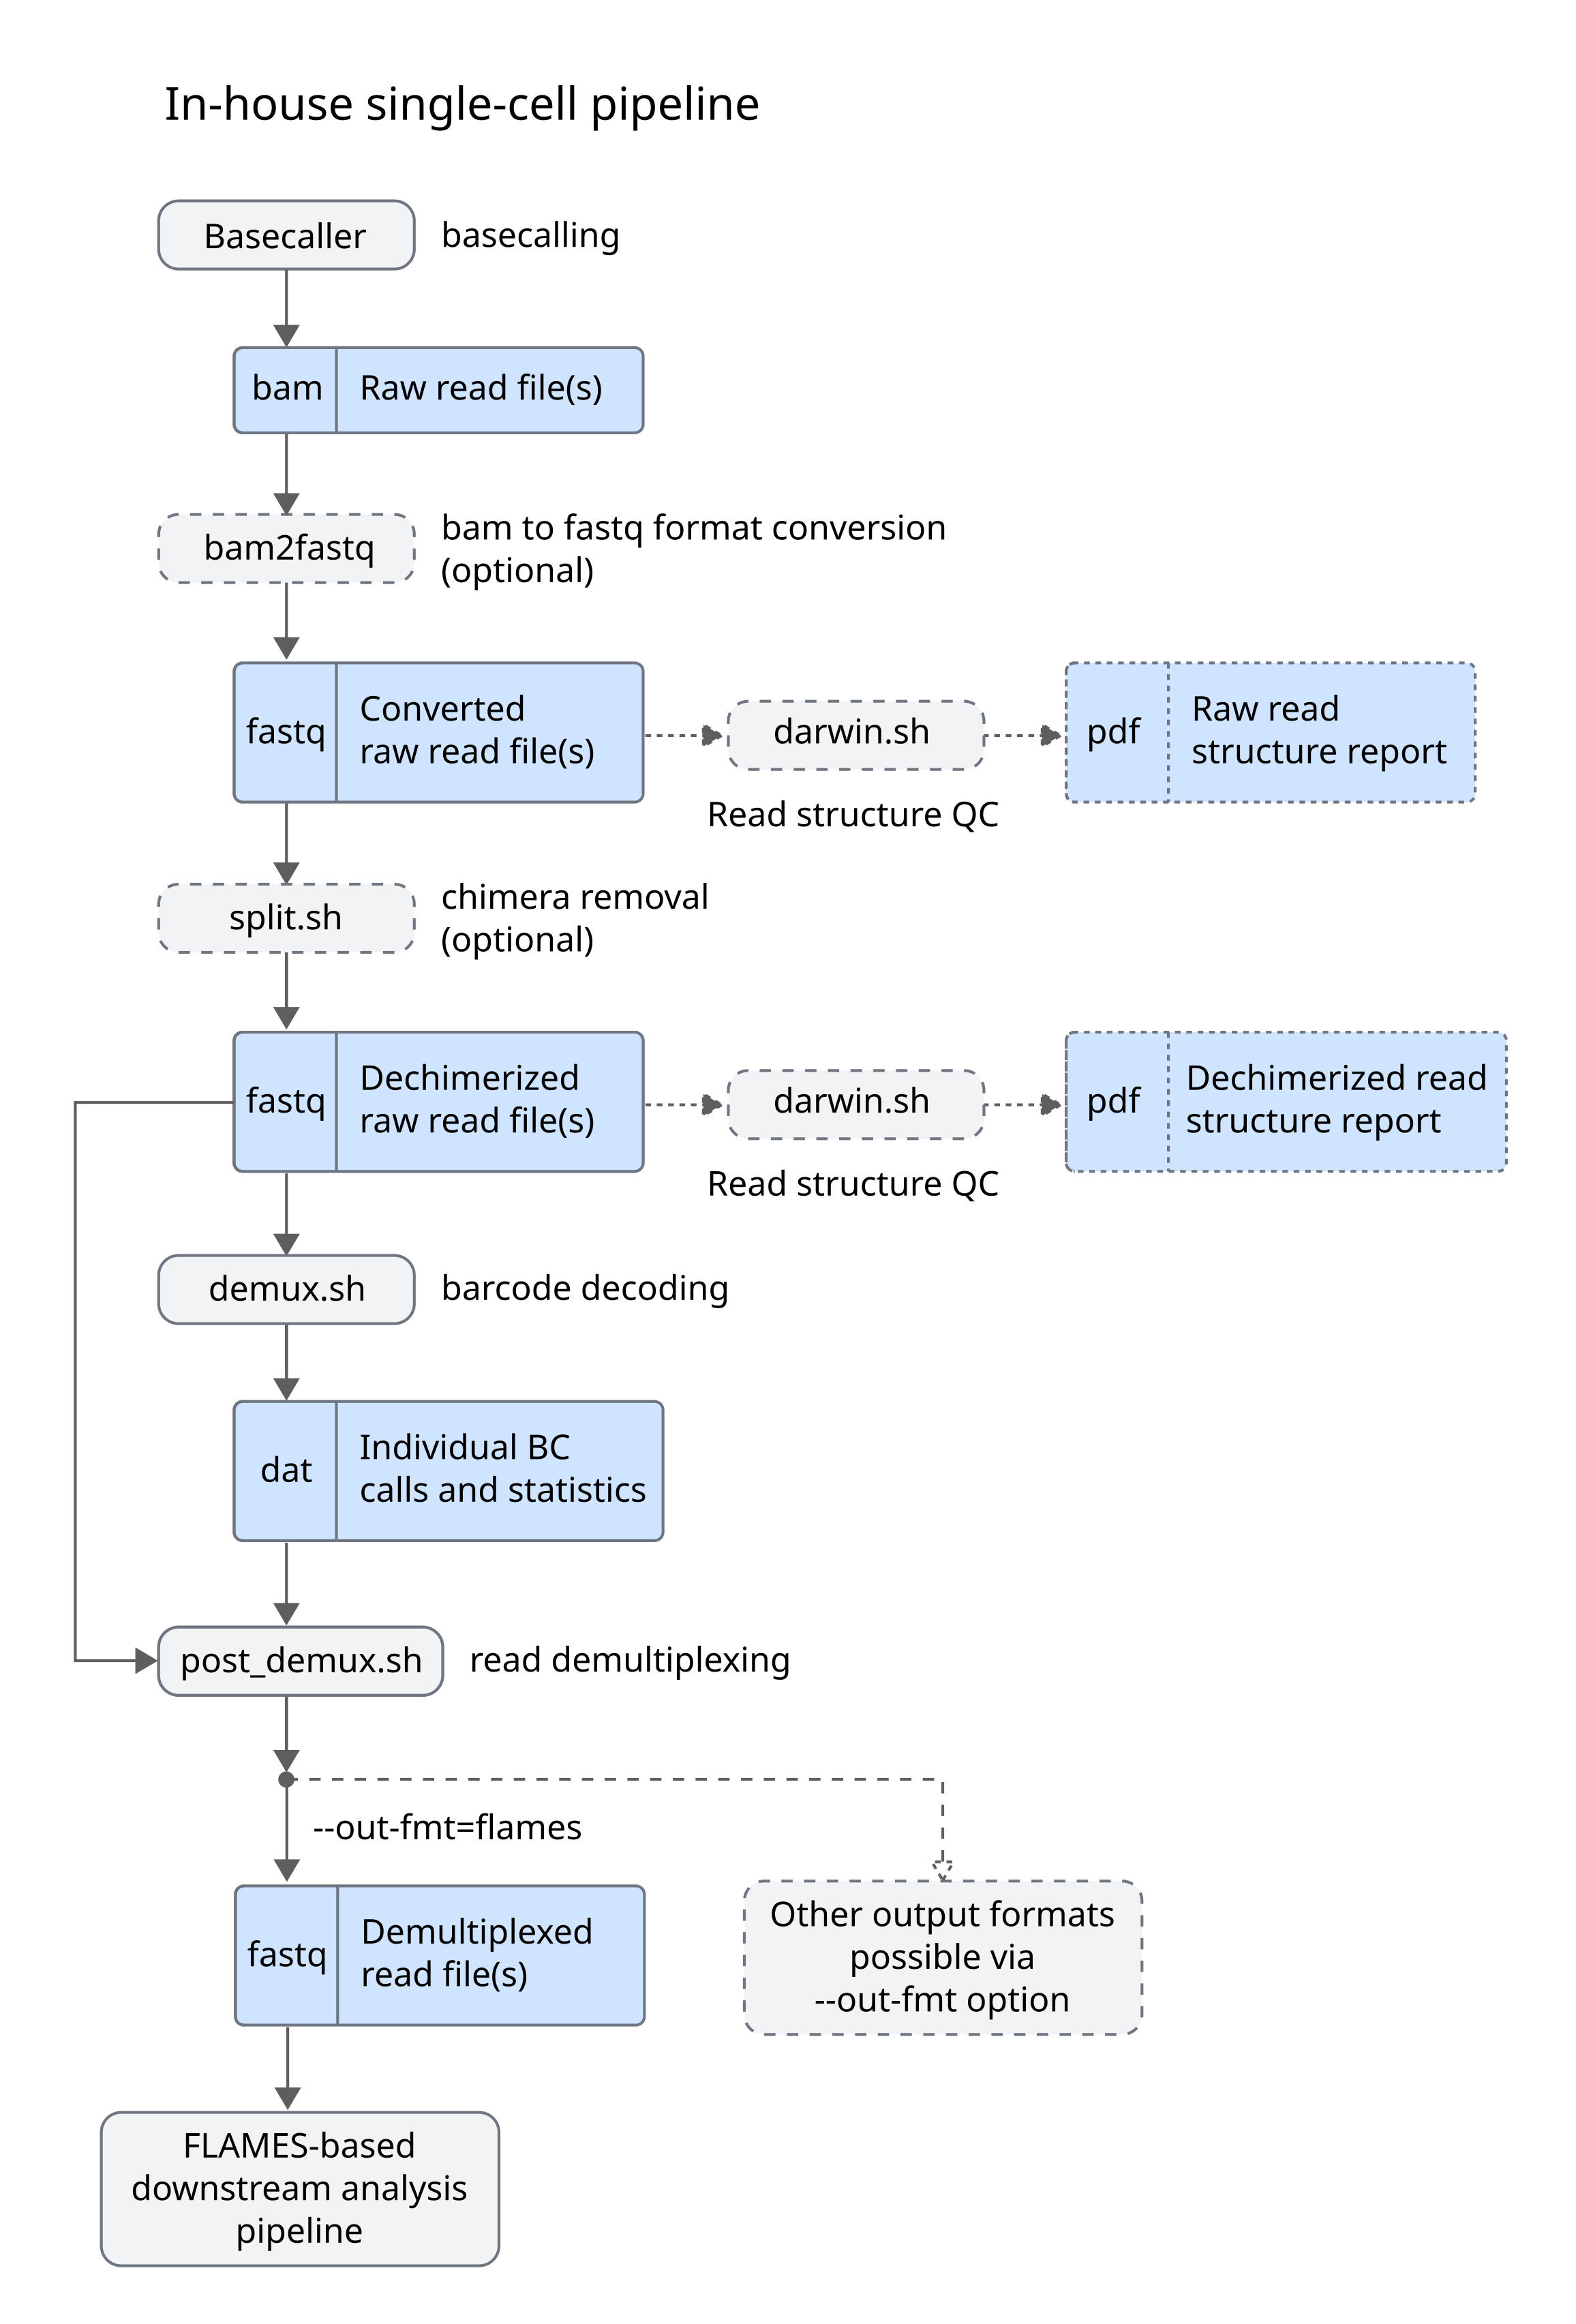 In-house single-cell pipeline
Basecaller
basecalling
bam
Raw read file(s)
bam2fastq
bam to fastq format conversion
(optional)
fastq
Converted
raw read file(s)
darwin.sh
Read structure QC
pdf
Raw read
structure report
split.sh
chimera removal
(optional)
fastq
Dechimerized
raw read file(s)
darwin.sh
Read structure QC
pdf
Dechimerized read
structure report
demux.sh
barcode decoding
dat
Individual BC
calls and statistics
post_demux.sh
read demultiplexing
--out-fmt=flames
fastq
Demultiplexed
read file(s)
Other output formats
possible via
--out-fmt option
FLAMES-based
downstream analysis
pipeline